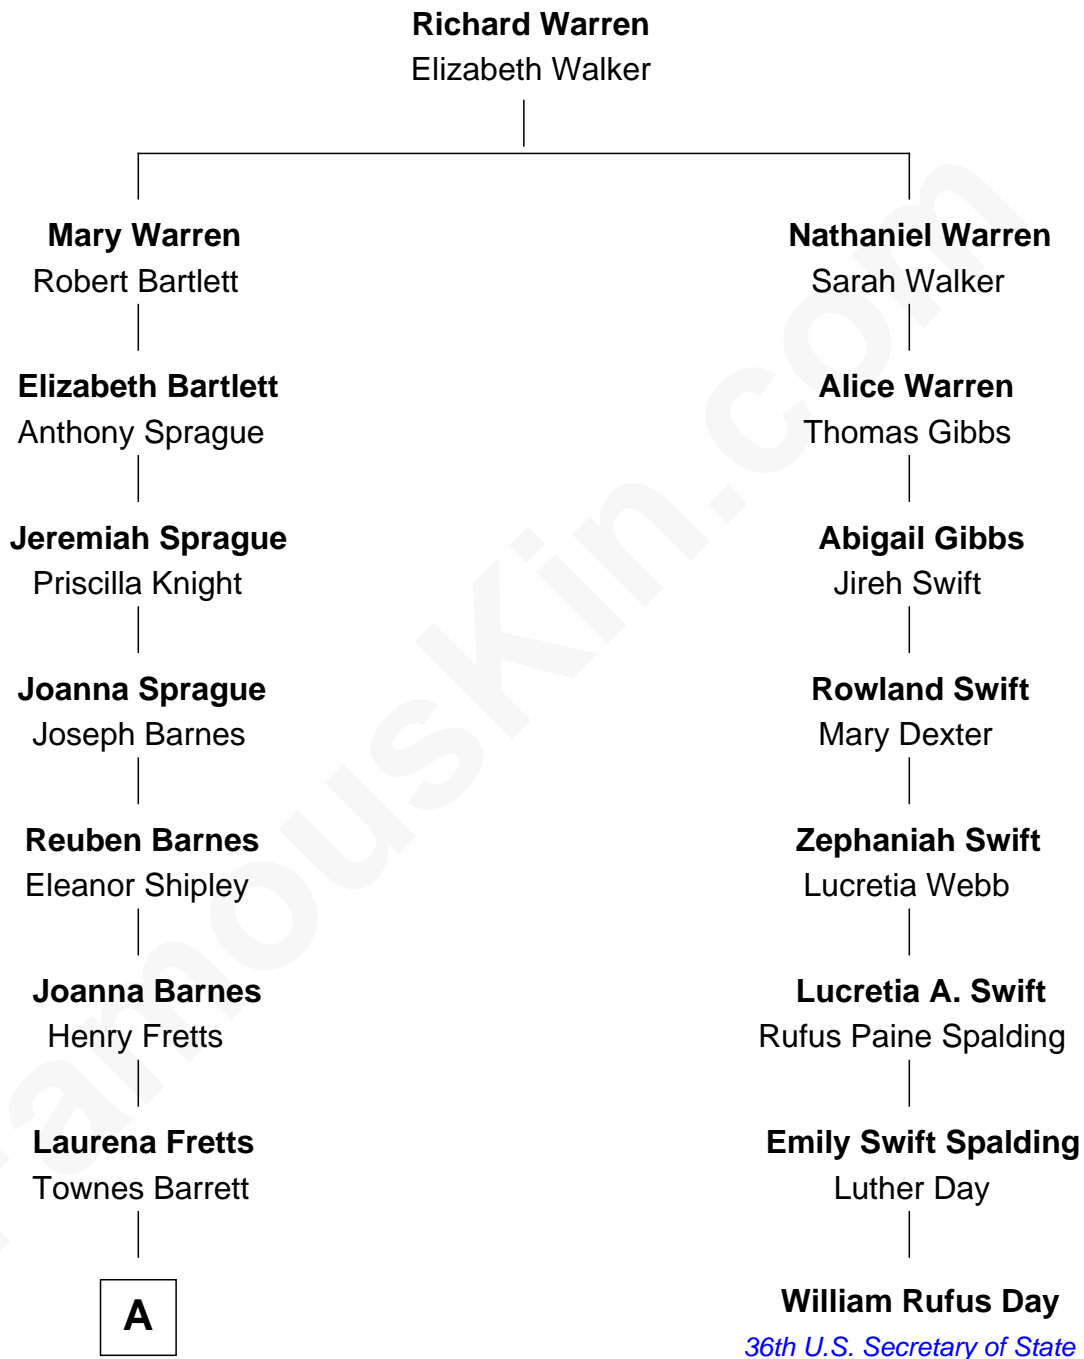 Richard Warren
Elizabeth Walker
Mary Warren
Robert Bartlett
Nathaniel Warren
Sarah Walker
Elizabeth Bartlett
Anthony Sprague
Alice Warren
Thomas Gibbs
Jeremiah Sprague
Priscilla Knight
Abigail Gibbs
Jireh Swift
Joanna Sprague
Joseph Barnes
Rowland Swift
Mary Dexter
Reuben Barnes
Eleanor Shipley
Zephaniah Swift
Lucretia Webb
Joanna Barnes
Henry Fretts
Lucretia A. Swift
Rufus Paine Spalding
Laurena Fretts
Townes Barrett
Emily Swift Spalding
Luther Day
A
William Rufus Day
36th U.S. Secretary of State
FamousKin.com